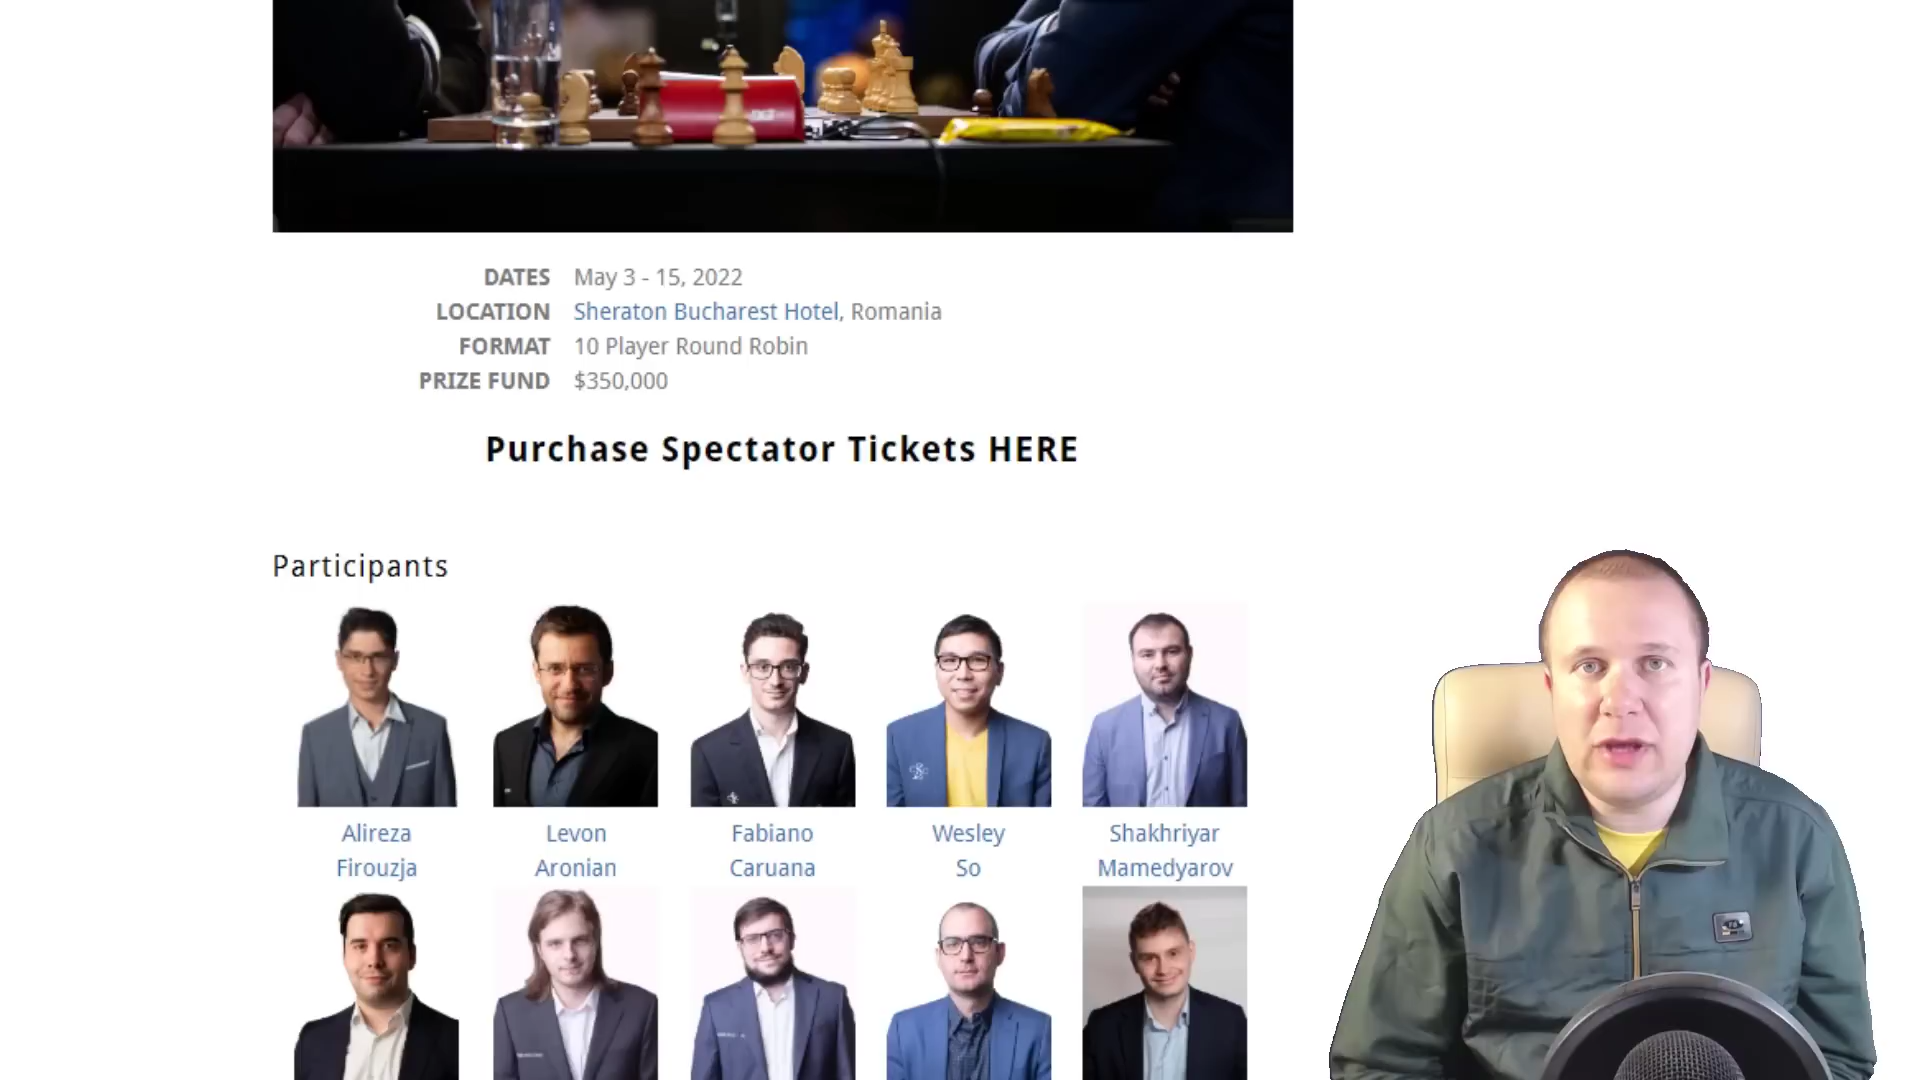 DATES May 3 - 15, 2022
LOCATION Sheraton Bucharest Hotel, Romania
FORMAT 10 Player Round Robin
PRIZE FUND $350,000
Purchase Spectator Tickets HERE
Participants
Alireza Firouzja
Levon Aronian
Fabiano Caruana
Wesley So
Shakhriyar Mamedyarov